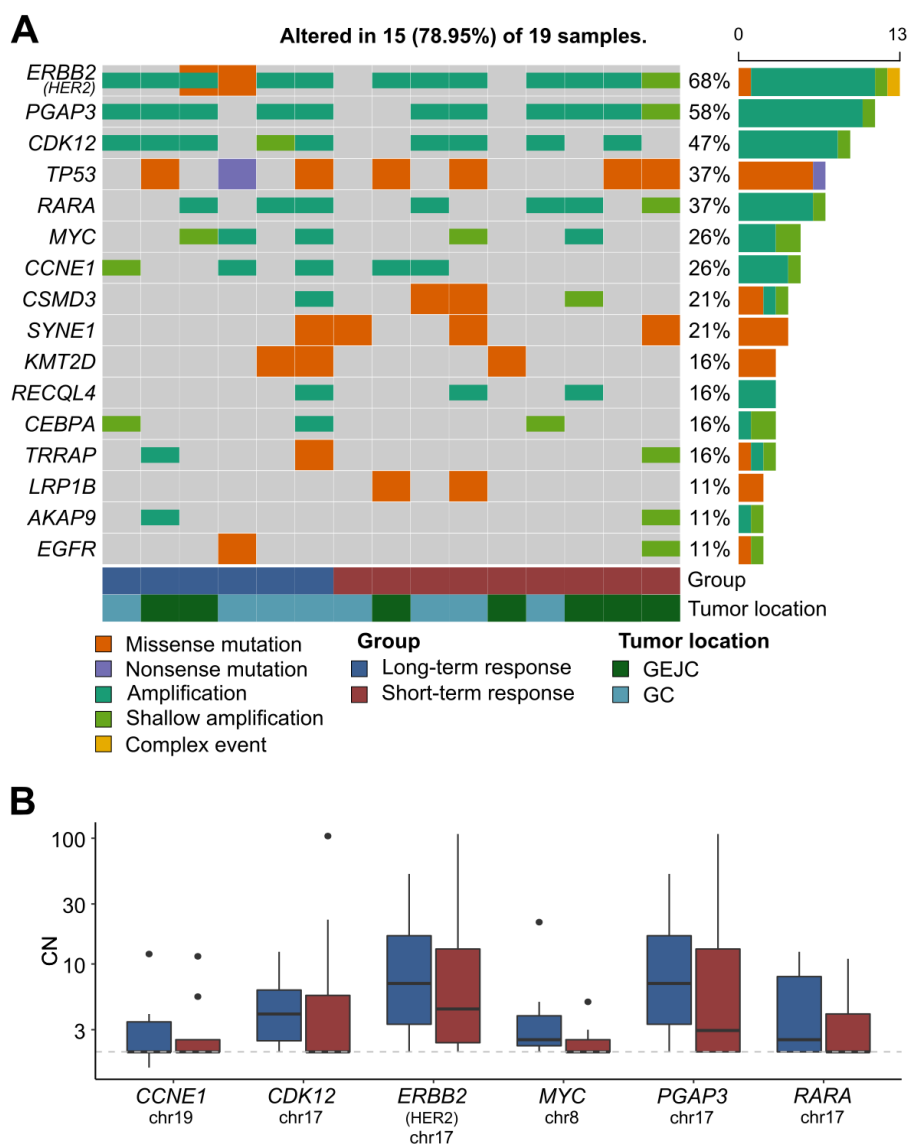 A
Altered in 15 (78.95%) of 19 samples.
0 13
ERBB2 68%
(HER2)
PGAP3 58%
CDK12 47%
TP53 37%
RARA 37%
MYC 26%
CCNE1 26%
CSMD3 21%
SYNE1 21%
KMT2D 16%
RECQL4 16%
CEBPA 16%
TRRAP 16%
LRP1B 11%
AKAP9 11%
EGFR 11%
Group
Tumor location
Missense mutation
Nonsense mutation
Amplification
Shallow amplification
Complex event
Group
Long-term response
Short-term response
Tumor location
GEJC
GC
B
CN
100
30
10
3
CCNE1 CDK12 ERBB2 MYC PGAP3 RARA
chr19 chr17 (HER2) chr8 chr17 chr17
chr17